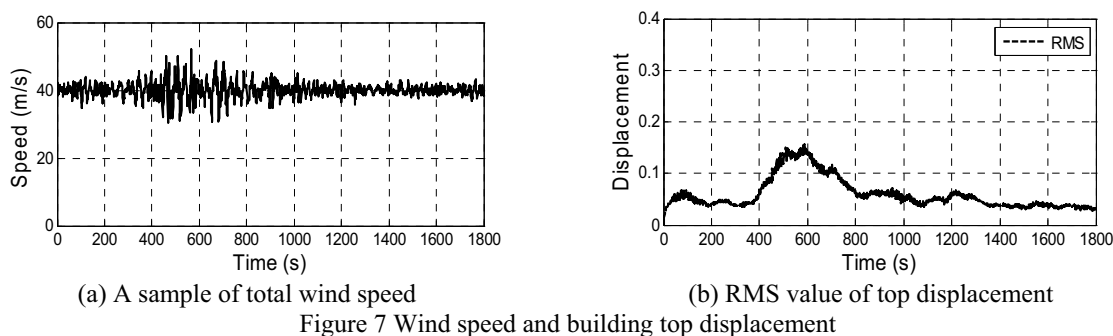 60
40
20
0
Speed (m/s)
0 200 400 600 800 1000 1200 1400 1600 1800
Time (s)
(a) A sample of total wind speed
0.4
0.3
0.2
0.1
0
Displacement
RMS
0 200 400 600 800 1000 1200 1400 1600 1800
Time (s)
(b) RMS value of top displacement
Figure 7 Wind speed and building top displacement